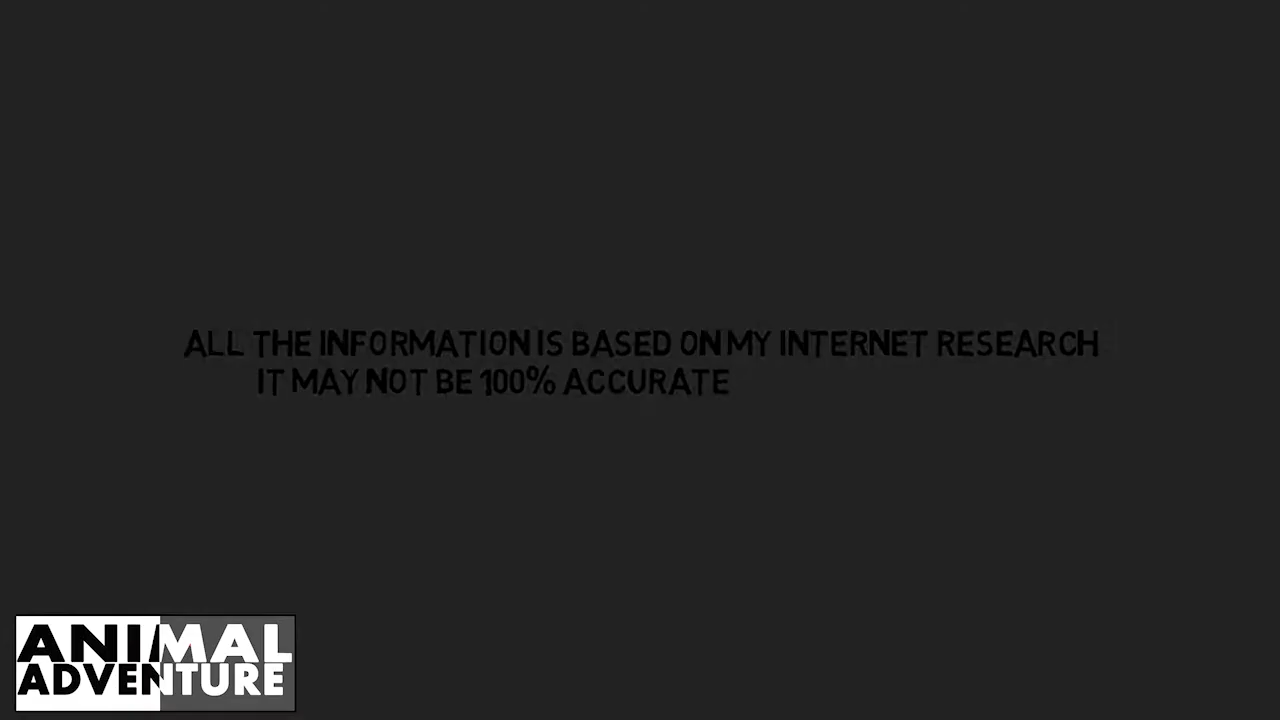 ALL THE INFORMATION IS BASED ON MY INTERNET RESEARCH
IT MAY NOT BE 100% ACCURATE
ANIMAL
ADVENTURE